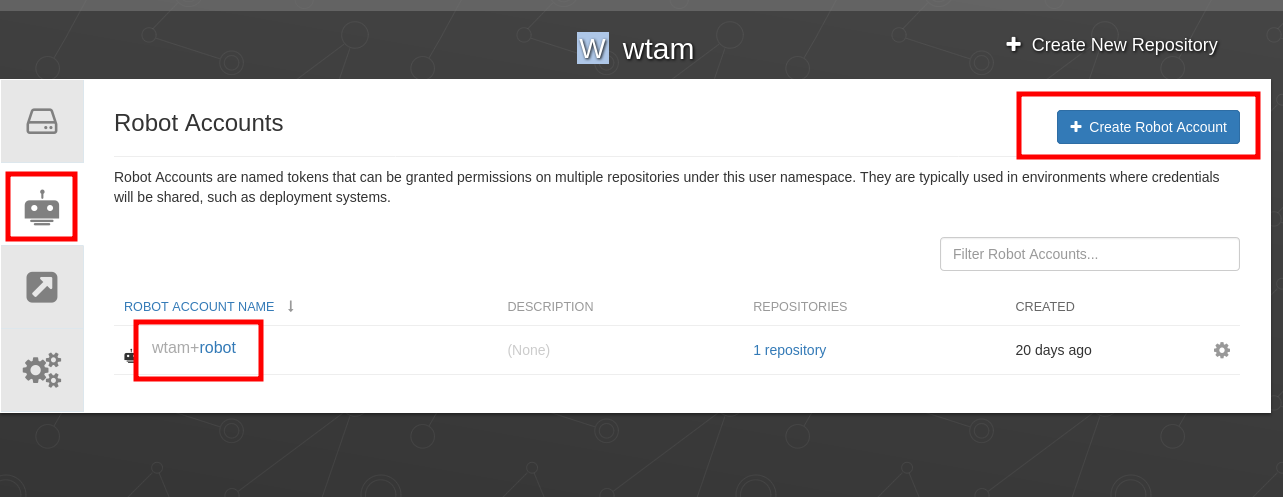 W wtam
Create New Repository
Robot Accounts
Create Robot Account
Robot Accounts are named tokens that can be granted permissions on multiple repositories under this user namespace. They are typically used in environments where credentials
will be shared, such as deployment systems.
Filter Robot Accounts...
ROBOT ACCOUNT NAME DESCRIPTION REPOSITORIES CREATED
wtam+robot (None) 1 repository 20 days ago